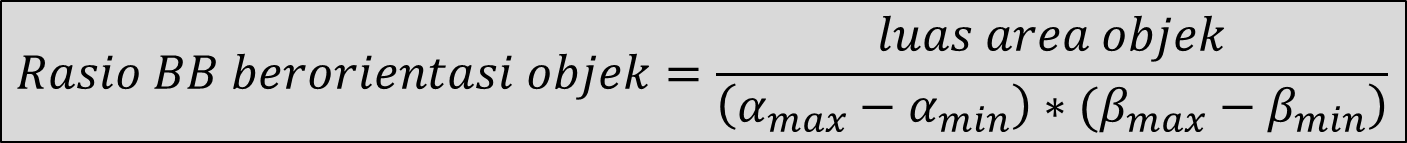 Rasio BB berorientasi objek = luas area objek / (α_max − α_min) * (β_max − β_min)